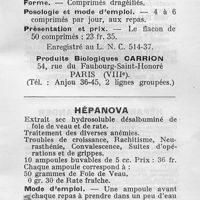 Forme. — Comprimés dragéifiés.
Posologie et mode d'emploi. — 4 à 6
comprimés par jour, aux repas.
Présentation et prix. — Le flacon de
50 comprimés : 23 fr. 35.
Enregistré au L. N. C. 514-37.
Produits Biologiques CARRION
54, rue du Faubourg-Saint-Honoré
PARIS (VIIIe).
(Tél. : Anjou 36-45, 2 lignes groupées.)
HÉPANOVA
Extrait sec hydrosoluble désalbuminé de
foie de veau et de rate.
Traitement des diverses anémies.
Troubles de croissance, Rachitisme, Neu-
rasthénie, Convalescence, Suites d'opéra-
tions et de grippes.
10 ampoules buvables de 5 cc. Prix : 36 fr.
Chaque ampoule correspond à :
50 grammes de Foie de Veau,
0 gr. 30 de Rate fraîche.
Mode d'emploi. — Une ampoule avant
chaque repas à prendre dans un peu d'eau